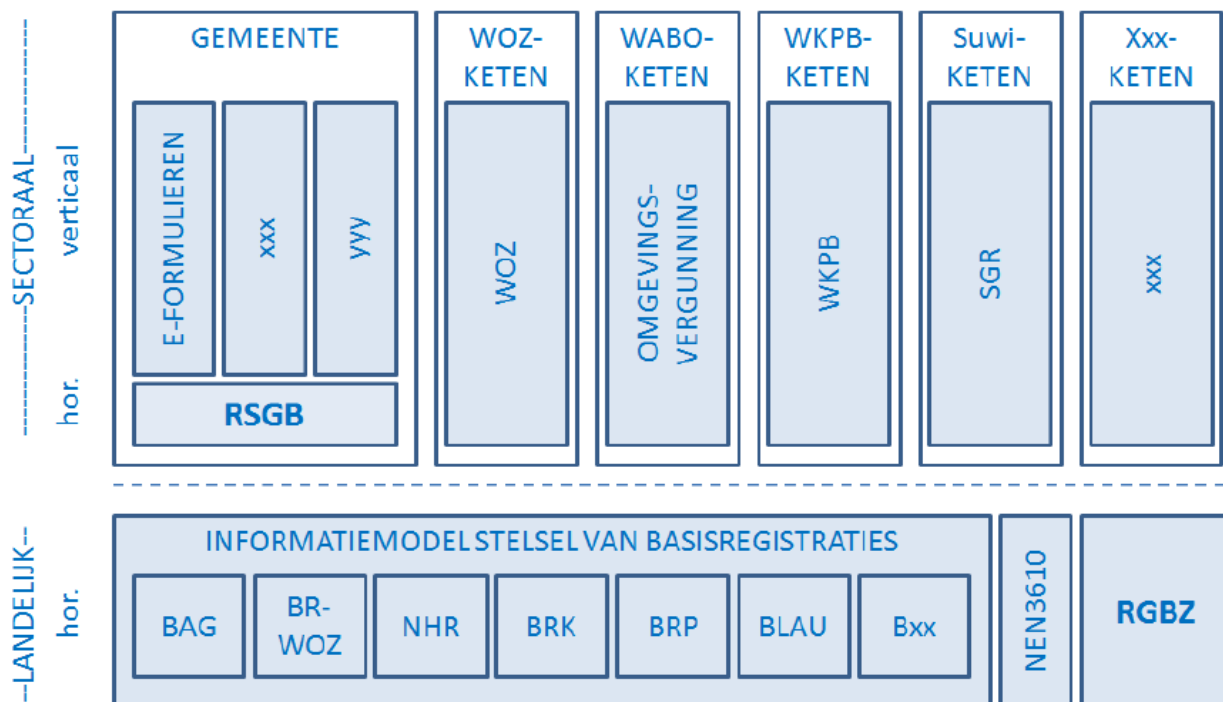 GEMEENTE
WOZ-
KETEN
WABO-
KETEN
WKPB-
KETEN
Suwi-
KETEN
Xxx-
KETEN
----------SECTORAAL----------
verticaal
hor.
E-FORMULIEREN
xxx
yyy
RSGB
WOZ
OMGEVINGS-
VERGUNNING
WKPB
SGR
xxx
--LANDELIJK--
hor.
INFORMATIEMODEL STELSEL VAN BASISREGISTRATIES
BAG
BR-
WOZ
NHR
BRK
BRP
BLAU
Bxx
NEN3610
RGBZ